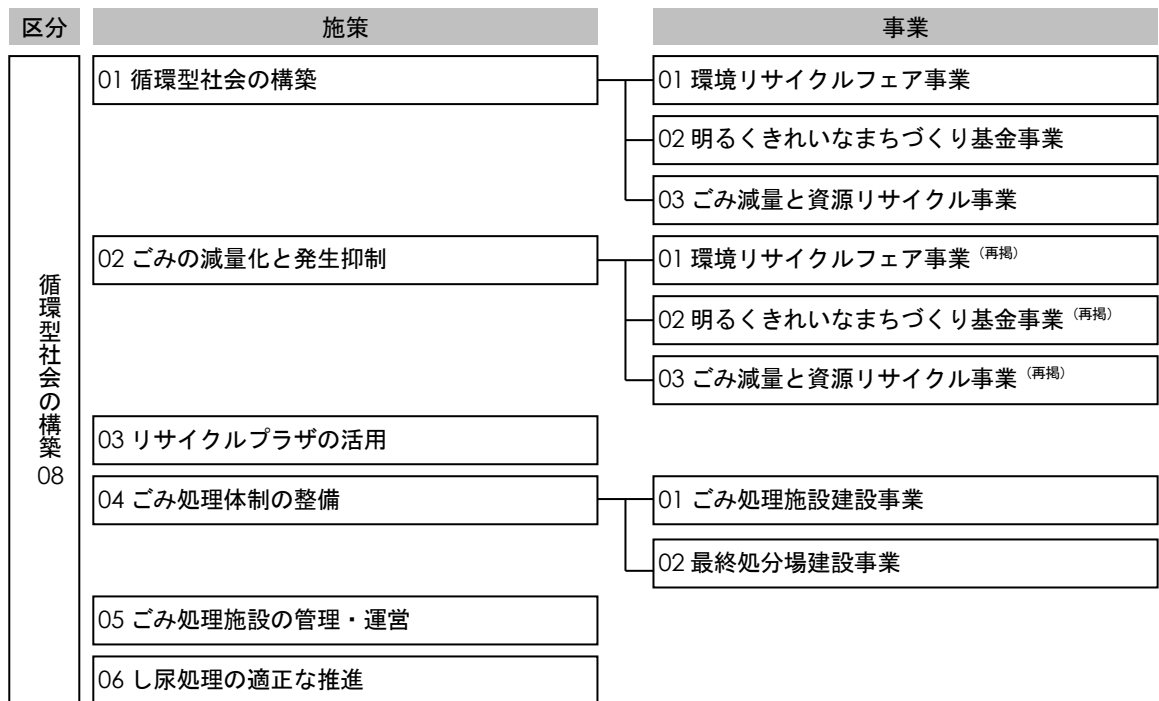 区分 施策 事業
循環型社会の構築 08
01 循環型社会の構築
01 環境リサイクルフェア事業
02 明るくきれいなまちづくり基金事業
03 ごみ減量と資源リサイクル事業
02 ごみの減量化と発生抑制
01 環境リサイクルフェア事業（再掲）
02 明るくきれいなまちづくり基金事業（再掲）
03 ごみ減量と資源リサイクル事業（再掲）
03 リサイクルプラザの活用
04 ごみ処理体制の整備
01 ごみ処理施設建設事業
02 最終処分場建設事業
05 ごみ処理施設の管理・運営
06 し尿処理の適正な推進